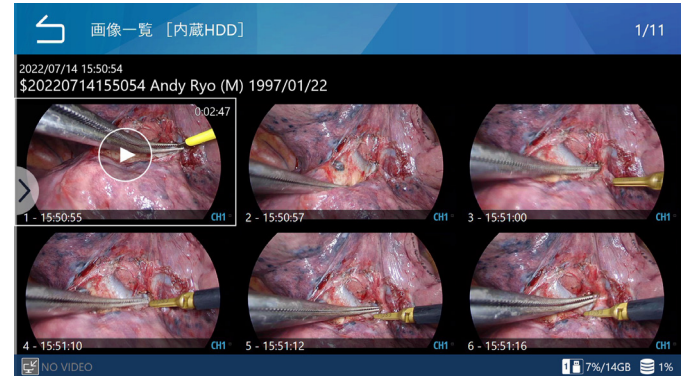 画像一覧 ［内蔵HDD］ 1/11
2022/07/14 15:50:54
$20220714155054 Andy Ryo (M) 1997/01/22
0:02:47
1 - 15:50:55 CH1
2 - 15:50:57 CH1
3 - 15:51:00 CH1
4 - 15:51:10 CH1
5 - 15:51:12 CH1
6 - 15:51:16 CH1
NO VIDEO 1 7%/14GB 1%